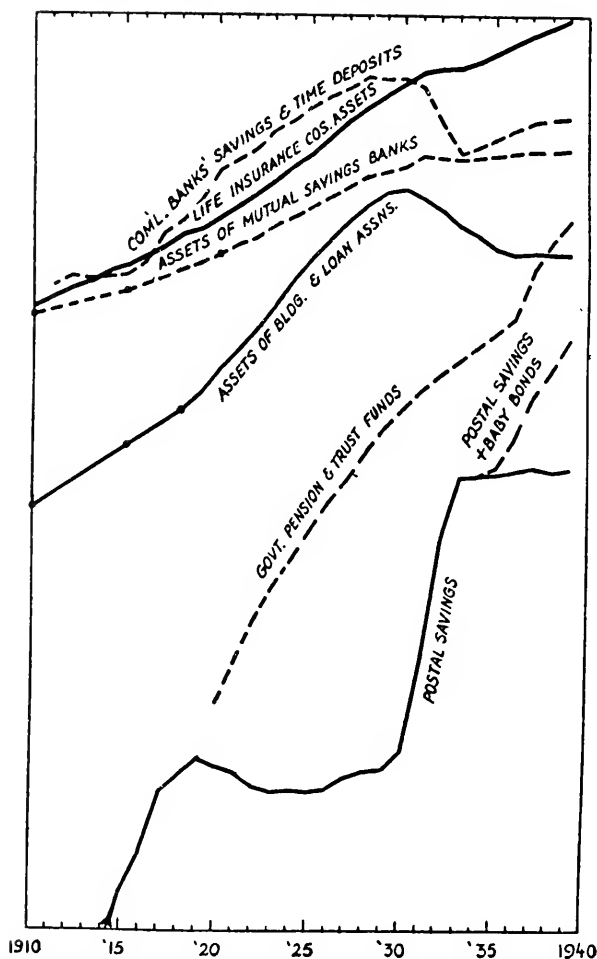 COM'L. BANKS' SAVINGS & TIME DEPOSITS
LIFE INSURANCE COS. ASSETS
ASSETS OF MUTUAL SAVINGS BANKS
ASSETS OF BLDG. & LOAN ASSNS.
GOVT. PENSION & TRUST FUNDS
POSTAL SAVINGS
+ BABY BONDS
POSTAL SAVINGS
1910 '15 '20 '25 '30 '35 1940